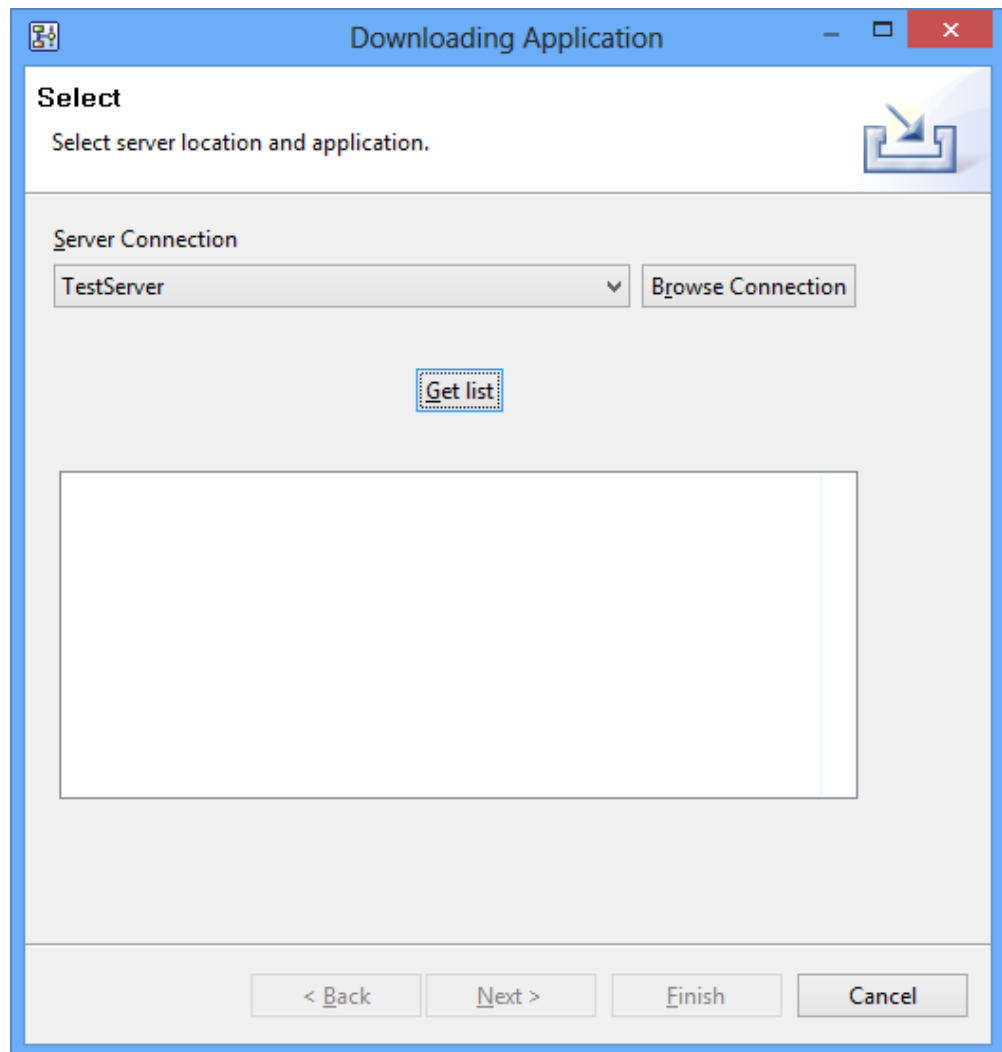 Downloading Application
Select
Select server location and application.
Server Connection
TestServer
Browse Connection
Get list
< Back
Next >
Finish
Cancel